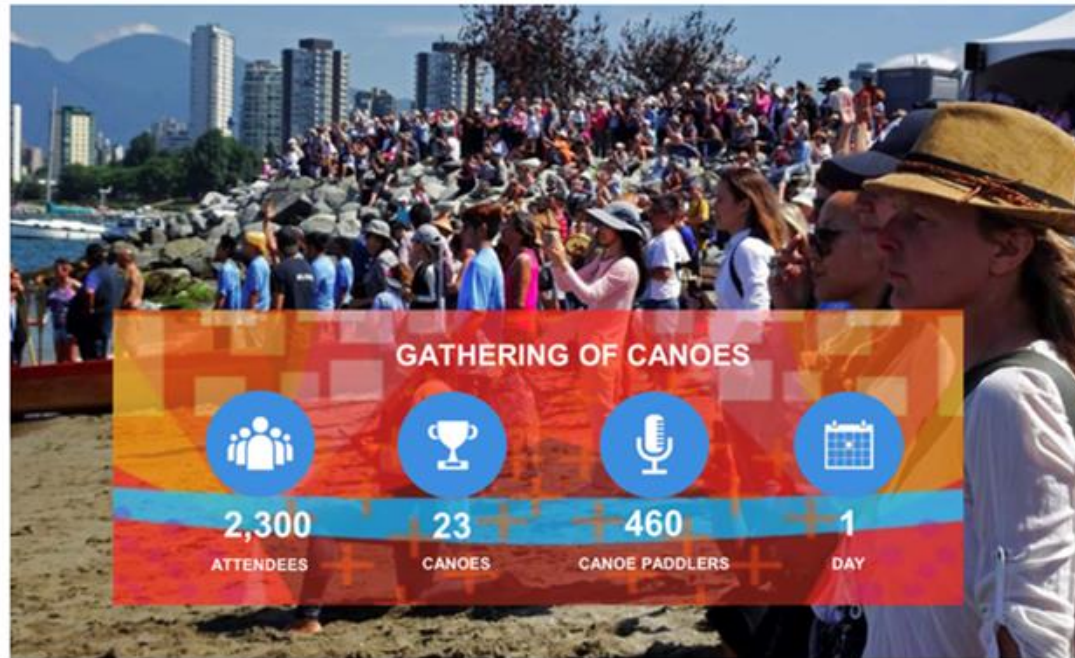 GATHERING OF CANOES
2,300 23 460 1
ATTENDEES CANOES CANOE PADDLERS DAY